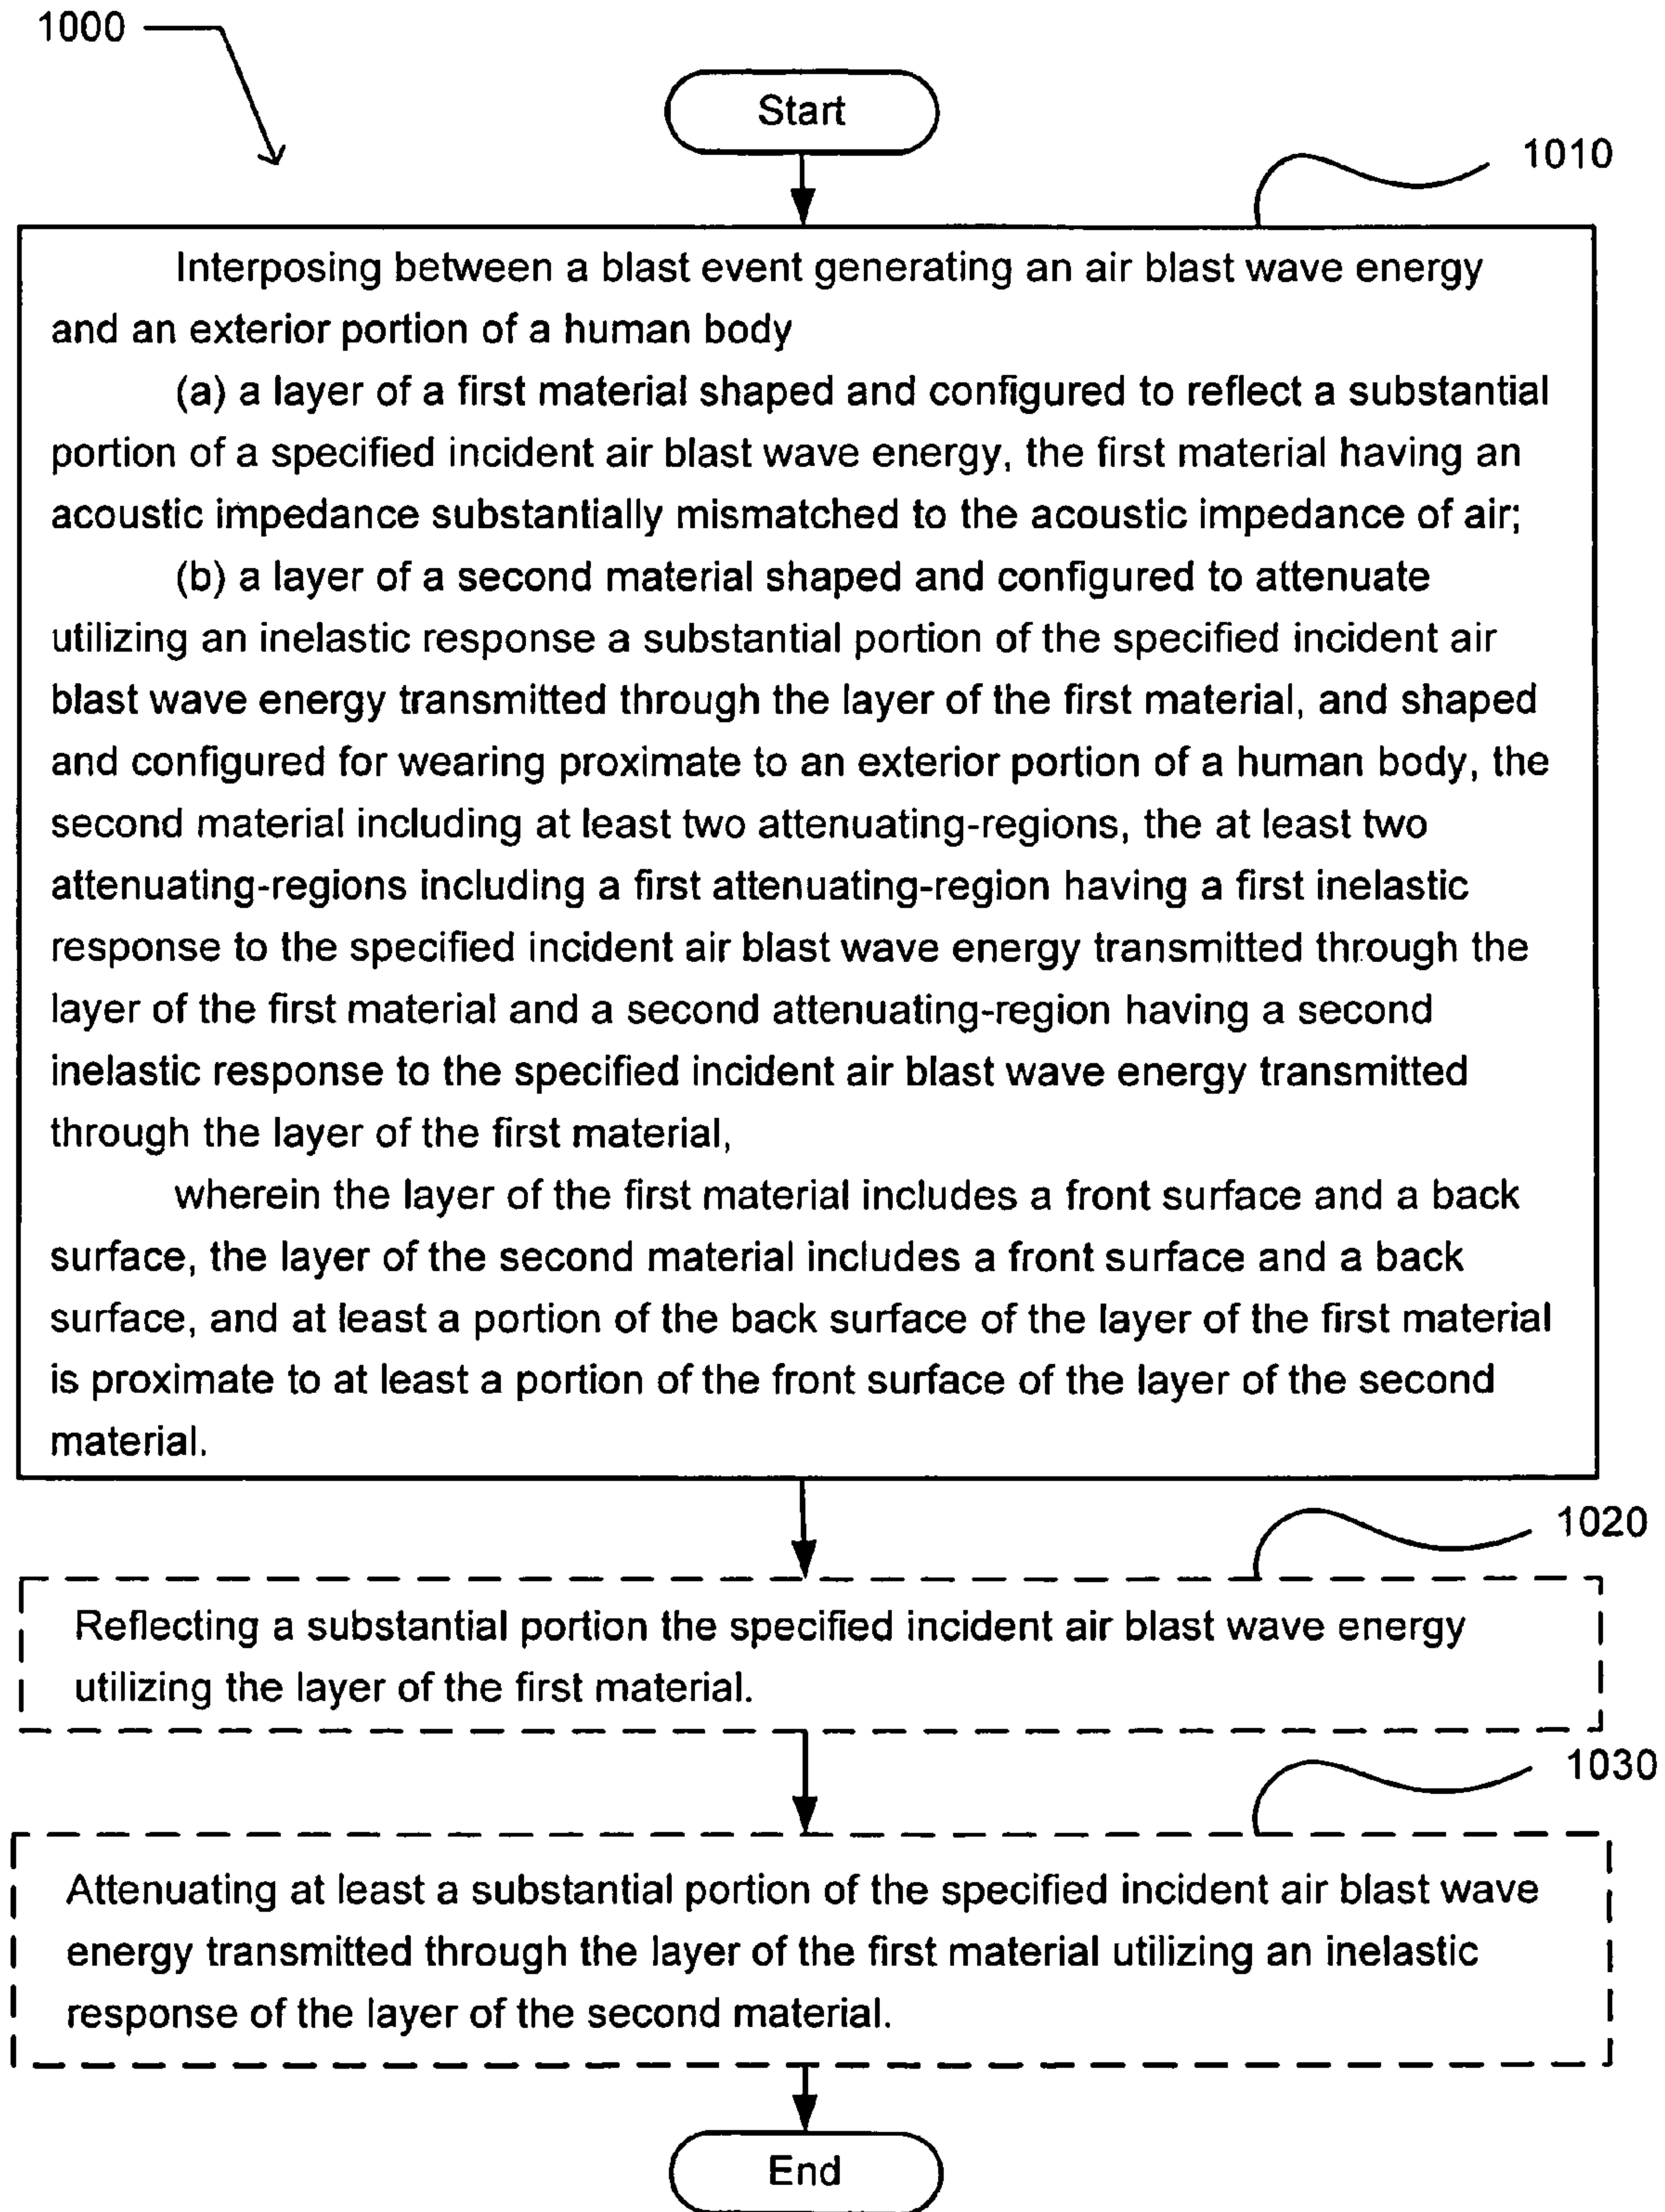 1000
Start
1010
Interposing between a blast event generating an air blast wave energy
and an exterior portion of a human body
(a) a layer of a first material shaped and configured to reflect a substantial
portion of a specified incident air blast wave energy, the first material having an
acoustic impedance substantially mismatched to the acoustic impedance of air;
(b) a layer of a second material shaped and configured to attenuate
utilizing an inelastic response a substantial portion of the specified incident air
blast wave energy transmitted through the layer of the first material, and shaped
and configured for wearing proximate to an exterior portion of a human body, the
second material including at least two attenuating-regions, the at least two
attenuating-regions including a first attenuating-region having a first inelastic
response to the specified incident air blast wave energy transmitted through the
layer of the first material and a second attenuating-region having a second
inelastic response to the specified incident air blast wave energy transmitted
through the layer of the first material,
wherein the layer of the first material includes a front surface and a back
surface, the layer of the second material includes a front surface and a back
surface, and at least a portion of the back surface of the layer of the first material
is proximate to at least a portion of the front surface of the layer of the second
material.
1020
Reflecting a substantial portion the specified incident air blast wave energy
utilizing the layer of the first material.
1030
Attenuating at least a substantial portion of the specified incident air blast wave
energy transmitted through the layer of the first material utilizing an inelastic
response of the layer of the second material.
End